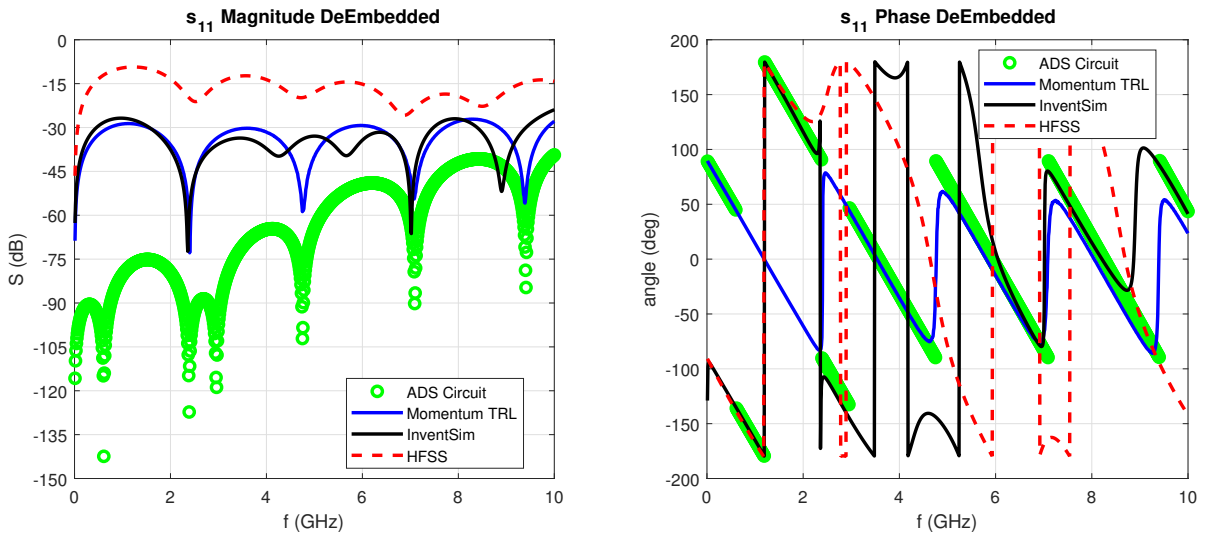 s11 Magnitude DeEmbedded
0
-15
-30
-45
-60
-75
-90
-105
-120
-135
-150
S (dB)
0 2 4 6 8 10
f (GHz)
ADS Circuit
Momentum TRL
InventSim
HFSS
s11 Phase DeEmbedded
200
150
100
50
0
-50
-100
-150
-200
angle (deg)
0 2 4 6 8 10
f (GHz)
ADS Circuit
Momentum TRL
InventSim
HFSS